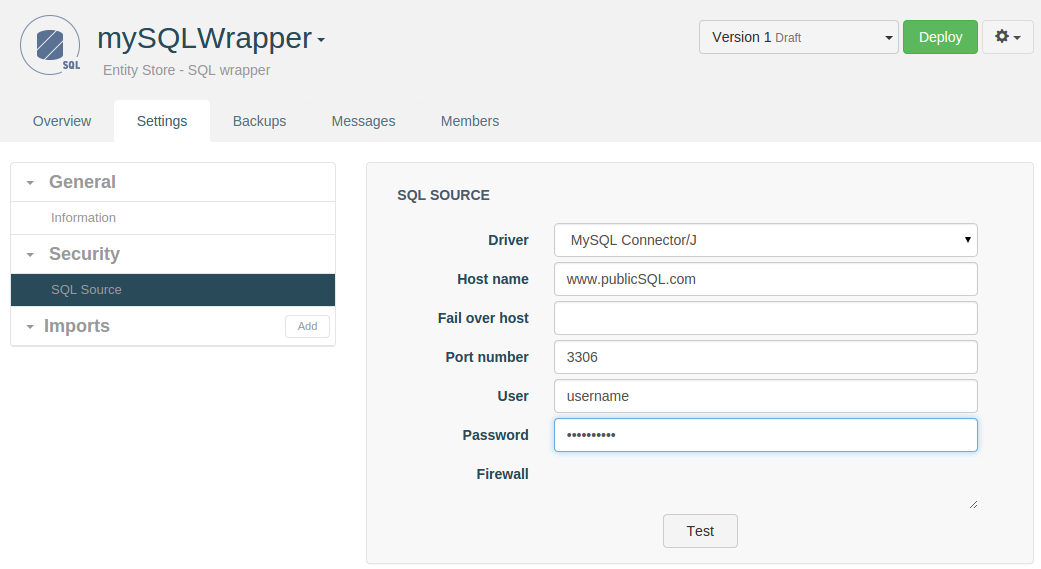 SQL
mySQLWrapper
Entity Store - SQL wrapper
Version 1 Draft
Deploy
Overview
Settings
Backups
Messages
Members
General
Information
Security
SQL Source
Imports
Add
SQL SOURCE
Driver
MySQL Connector/J
Host name
www.publicSQL.com
Fail over host
Port number
3306
User
username
Password
••••••••••
Firewall
Test